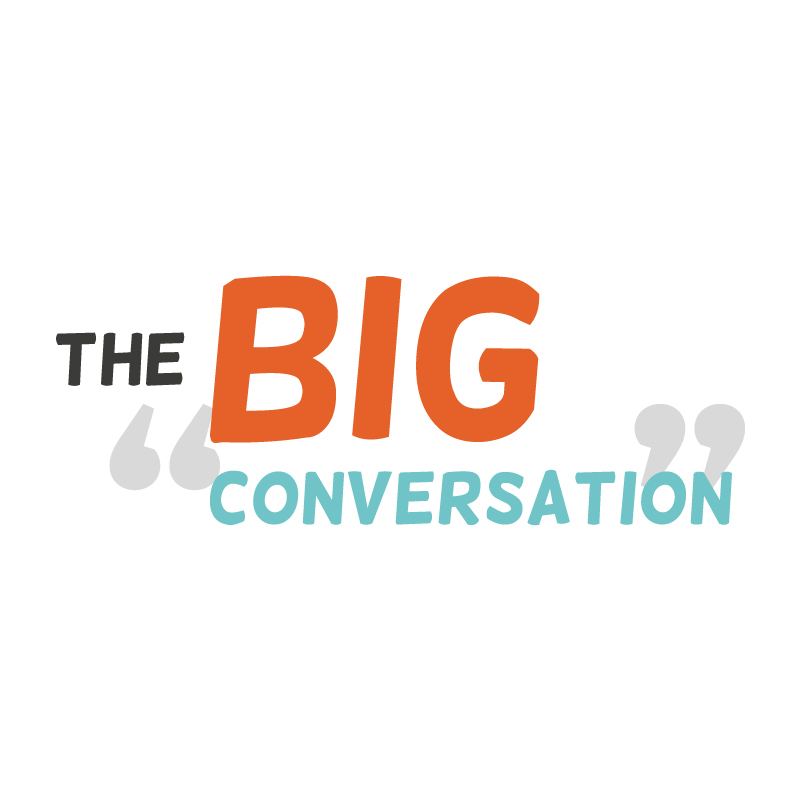 THE BIG
“CONVERSATION”